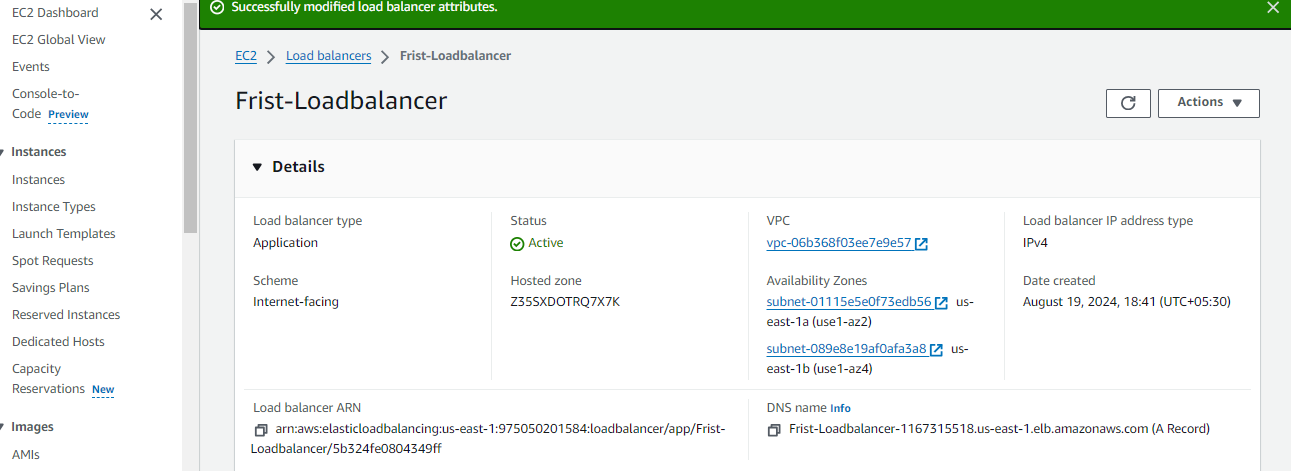 Successfully modified load balancer attributes.
EC2 Dashboard
EC2 Global View
Events
Console-to-
Code Preview
Instances
Instances
Instance Types
Launch Templates
Spot Requests
Savings Plans
Reserved Instances
Dedicated Hosts
Capacity
Reservations New
Images
AMIs
EC2 Load balancers Frist-Loadbalancer
Frist-Loadbalancer
Actions
Details
Load balancer type
Application
Status
Active
VPC
vpc-06b368f03ee7e9e57
Load balancer IP address type
IPv4
Scheme
Internet-facing
Hosted zone
Z35SXDOTRQ7X7K
Availability Zones
subnet-01115e5e0f73edb56 us-
east-1a (use1-az2)
subnet-089e8e19af0afa3a8 us-
east-1b (use1-az4)
Date created
August 19, 2024, 18:41 (UTC+05:30)
Load balancer ARN
arn:aws:elasticloadbalancing:us-east-1:975050201584:loadbalancer/app/Frist-
Loadbalancer/5b324fe0804349ff
DNS name Info
Frist-Loadbalancer-1167315518.us-east-1.elb.amazonaws.com (A Record)